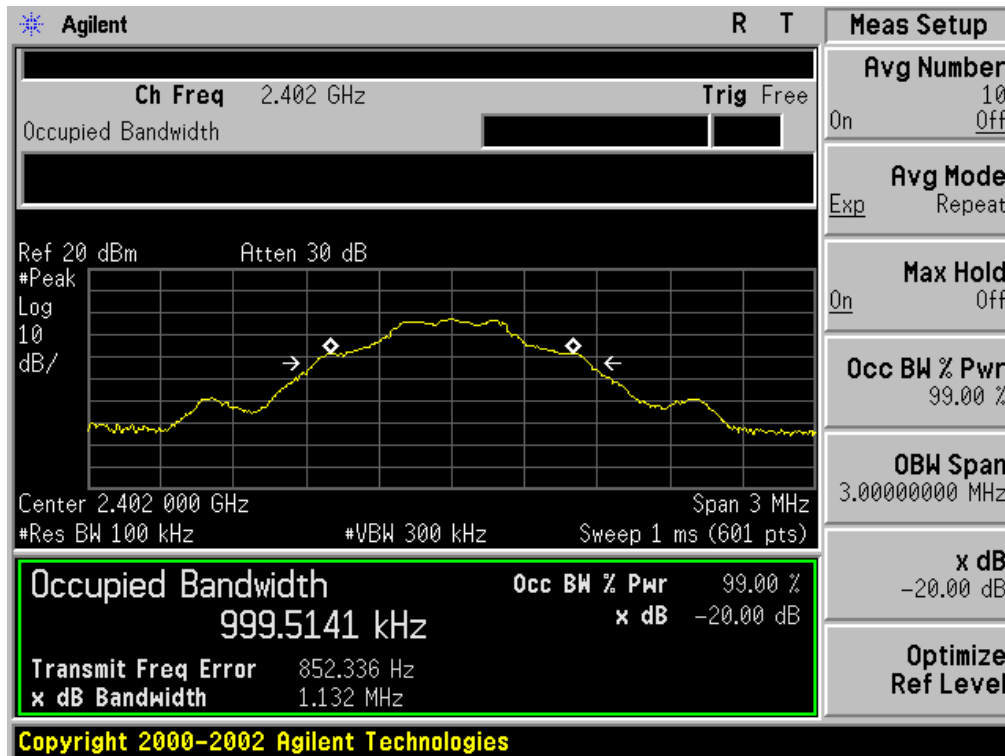 Agilent
R T
Meas Setup
Ch Freq 2.402 GHz
Trig Free
Occupied Bandwidth
Avg Number
10
On Off
Avg Mode
Exp Repeat
Max Hold
On Off
Occ BW % Pwr
99.00 %
OBW Span
3.00000000 MHz
x dB
-20.00 dB
Optimize
Ref Level
Ref 20 dBm
Atten 30 dB
#Peak
Log
10
dB/
Center 2.402 000 GHz
Span 3 MHz
#Res BW 100 kHz
#VBW 300 kHz
Sweep 1 ms (601 pts)
Occupied Bandwidth
999.5141 kHz
Occ BW % Pwr 99.00 %
x dB -20.00 dB
Transmit Freq Error 852.336 Hz
x dB Bandwidth 1.132 MHz
Copyright 2000-2002 Agilent Technologies